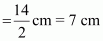 = 14/2 cm = 7 cm